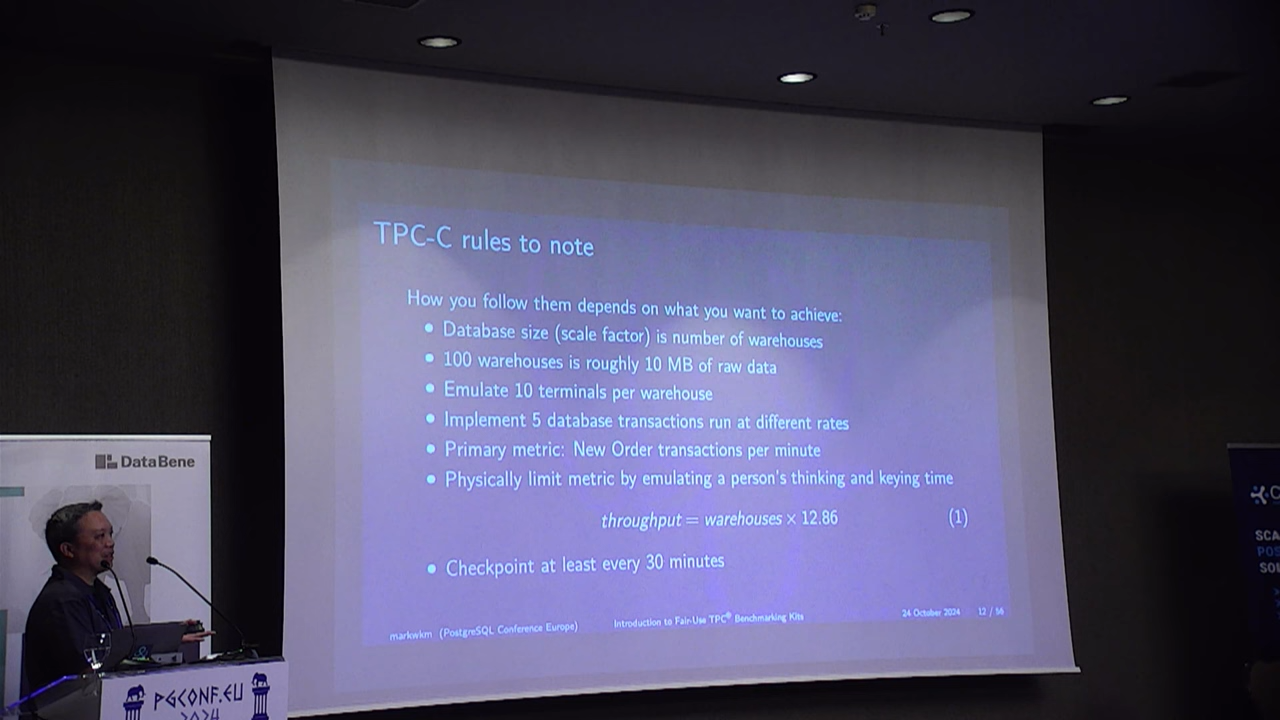 TPC-C rules to note
How you follow them depends on what you want to achieve:
• Database size (scale factor) is number of warehouses
• 100 warehouses is roughly 10 MB of raw data
• Emulate 10 terminals per warehouse
• Implement 5 database transactions run at different rates
• Primary metric: New Order transactions per minute
• Physically limit metric by emulating a person's thinking and keying time
throughput = warehouses × 12.86 (1)
• Checkpoint at least every 30 minutes
markwkm (PostgreSQL Conference Europe) Introduction to Fair-Use TPC® Benchmarking Kits 24 October 2024 12 / 56
DataBene
PGCONF.EU
2024
C
SCA
POS
SOL